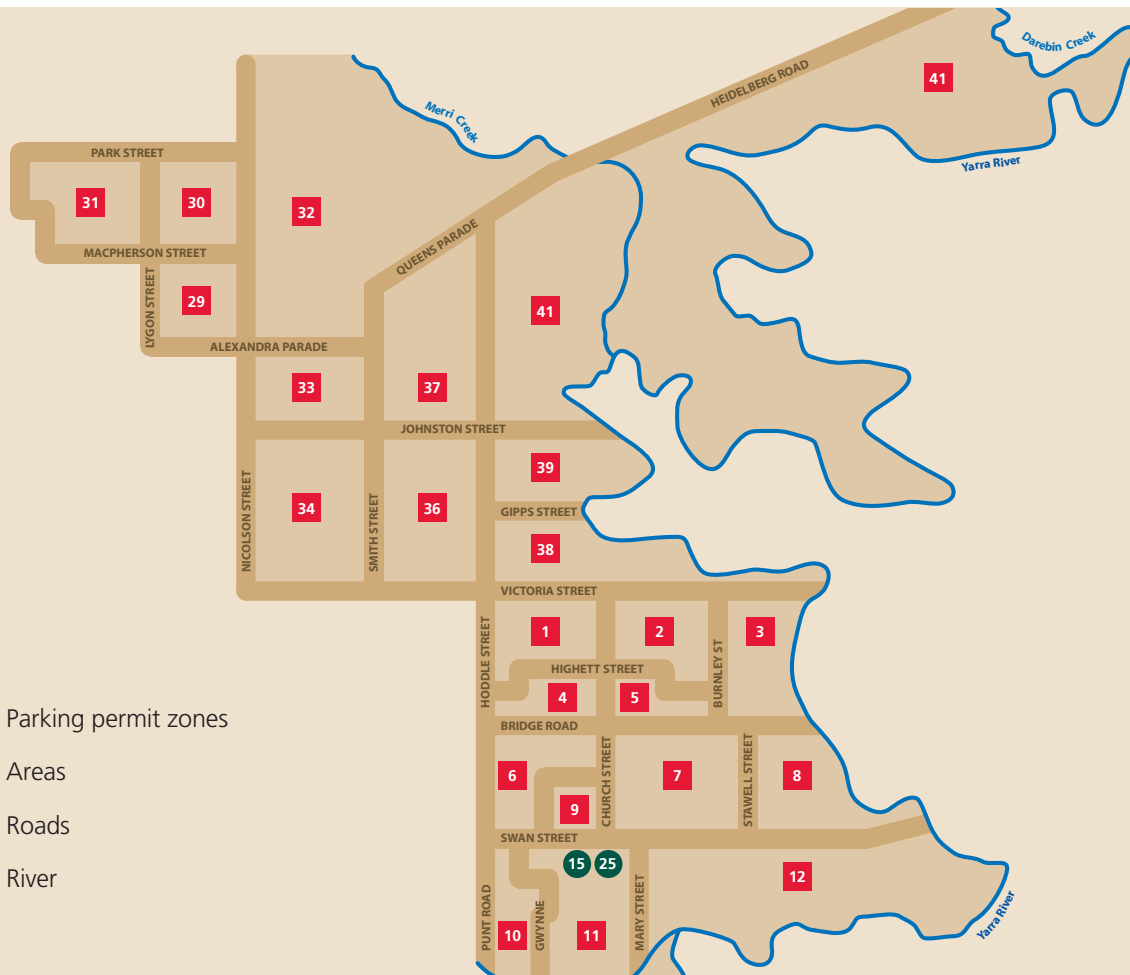 Darebin Creek
HEIDELBERG ROAD
41
Merri Creek
Yarra River
PARK STREET
31
30
32
QUEENS PARADE
MACPHERSON STREET
LYGON STREET
29
41
ALEXANDRA PARADE
33
37
JOHNSTON STREET
39
NICOLSON STREET
34
SMITH STREET
36
GIPPS STREET
38
VICTORIA STREET
HODDLE STREET
1
2
BURNLEY ST
3
HIGHETT STREET
4
5
Parking permit zones
BRIDGE ROAD
Areas
6
CHURCH STREET
7
STAWELL STREET
8
9
Roads
SWAN STREET
15
25
River
12
PUNT ROAD
10
GWYNNE
11
MARY STREET
Yarra River